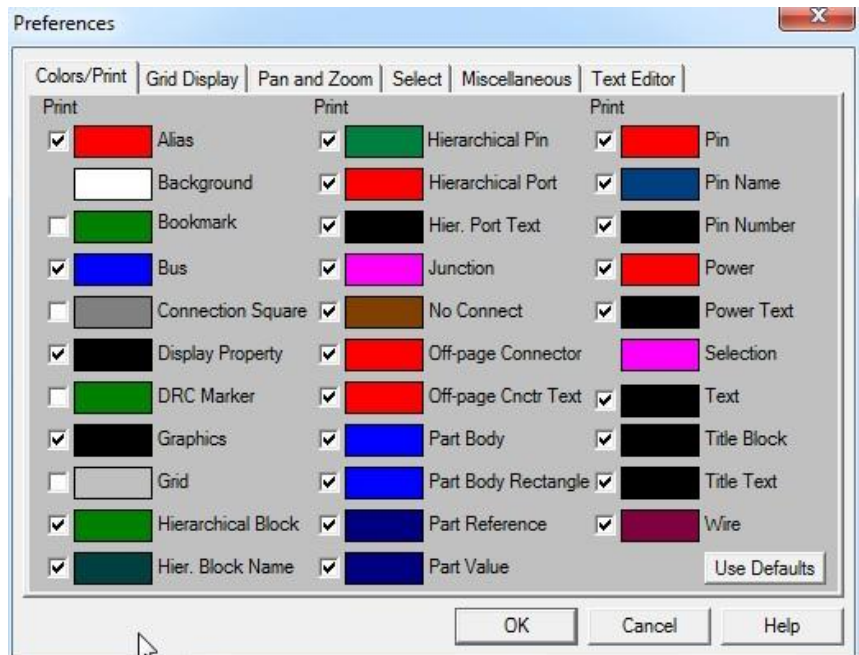 Preferences
Colors/Print Grid Display Pan and Zoom Select Miscellaneous Text Editor
Print Print Print
Alias Hierarchical Pin Pin
Background Hierarchical Port Pin Name
Bookmark Hier. Port Text Pin Number
Bus Junction Power
Connection Square No Connect Power Text
Display Property Off-page Connector Selection
DRC Marker Off-page Cnctr Text Text
Graphics Part Body Title Block
Grid Part Body Rectangle Title Text
Hierarchical Block Part Reference Wire
Hier. Block Name Part Value Use Defaults
OK Cancel Help